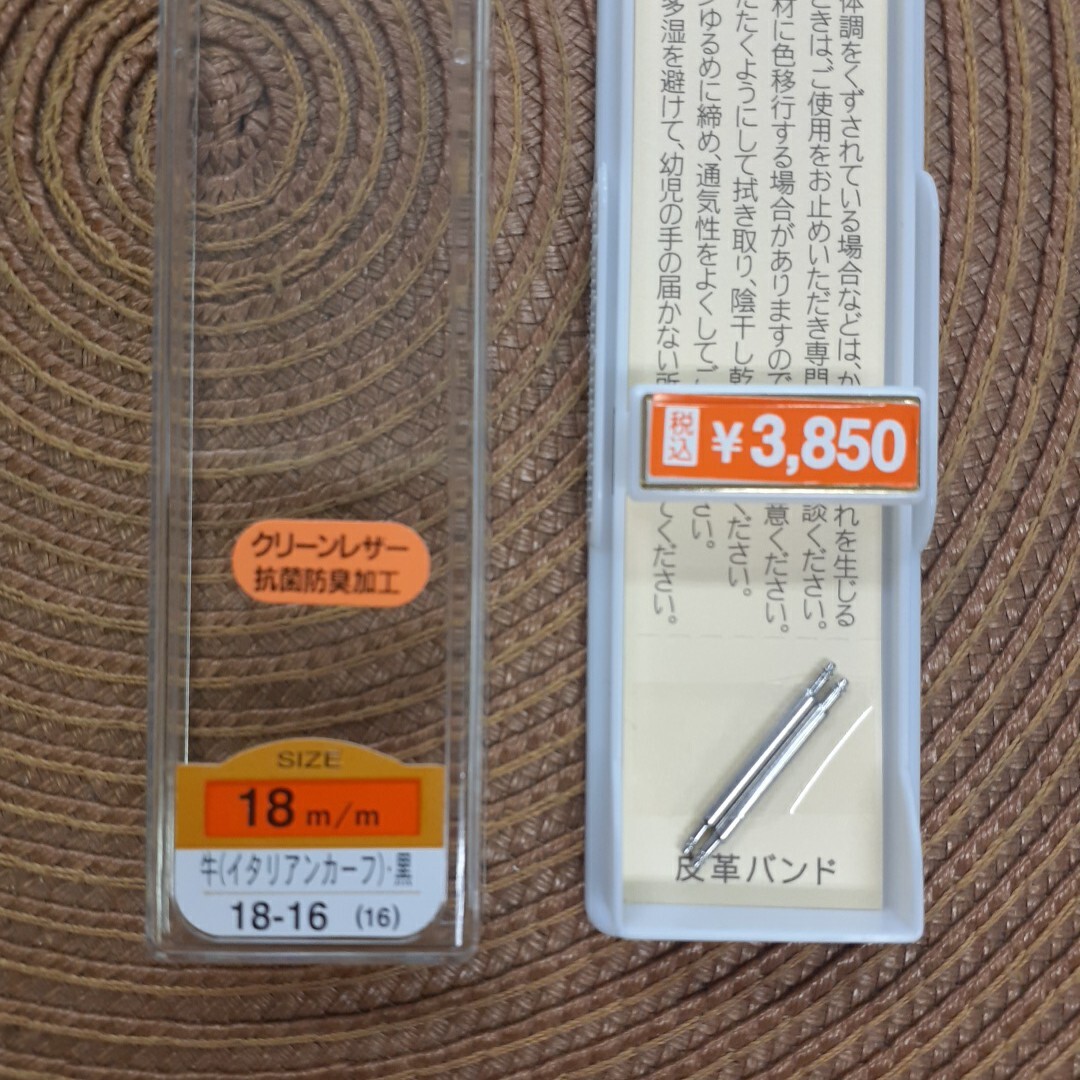 クリーンレザー
抗菌防臭加工
SIZE
18 m/m
牛(イタリアンカーフ)・黒
18-16 (16)
体調をくずされている場合などは、か
れを生じる
ときは、ご使用をお止めいただき専門
談ください。
材に色移行する場合がありますので
意ください。
たたくようにして拭き取り、陰干し乾
ください。
ゆるめに締め、通気性をよくしてご
さい。
多湿を避けて、幼児の手の届かない所
てください。
税込 ¥3,850
皮革バンド